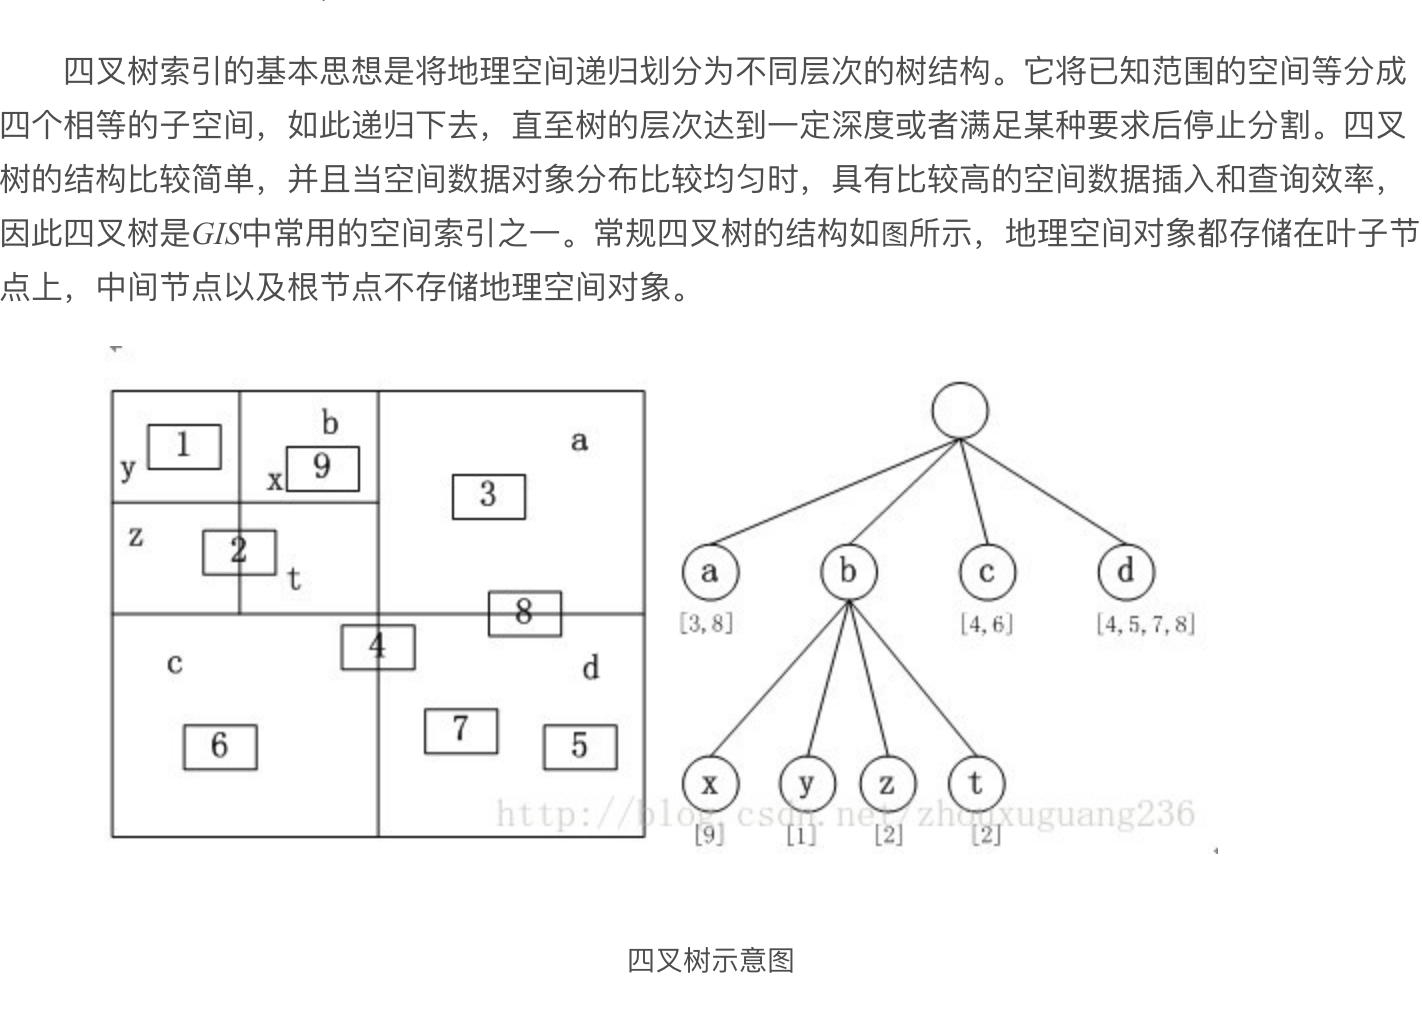 四叉树索引的基本思想是将地理空间递归划分为不同层次的树结构。它将已知范围的空间等分成
四个相等的子空间，如此递归下去，直至树的层次达到一定深度或者满足某种要求后停止分割。四叉
树的结构比较简单，并且当空间数据对象分布比较均匀时，具有比较高的空间数据插入和查询效率，
因此四叉树是GIS中常用的空间索引之一。常规四叉树的结构如图所示，地理空间对象都存储在叶子节
点上，中间节点以及根节点不存储地理空间对象。
b
1
a
y
x
9
3
z
2
t
8
4
c
d
7
6
5
a
b
c
d
[3,8]
[4,6]
[4,5,7,8]
x
y
z
t
http://blog.csdn.net/zhouxuguang236
[9]
[1]
[2]
[2]
四叉树示意图